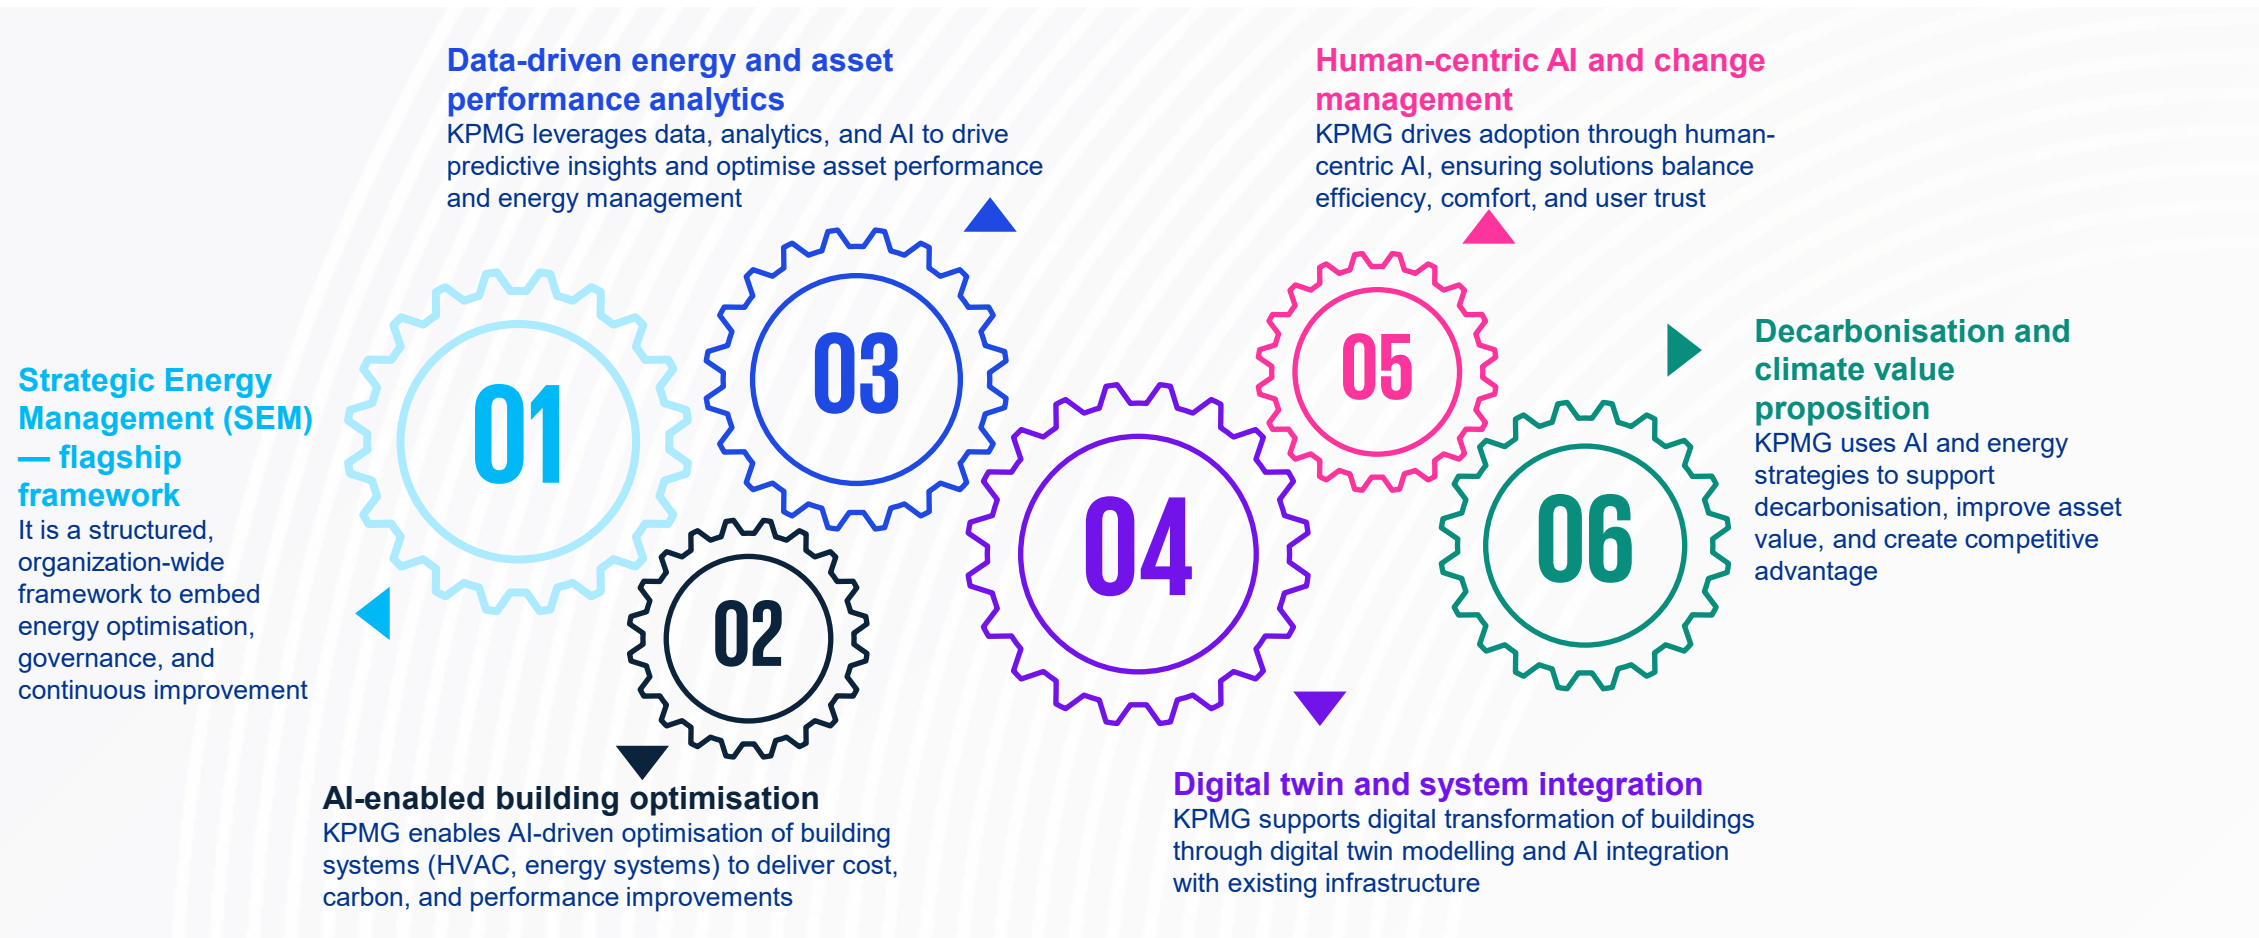 Strategic Energy
Management (SEM)
— flagship
framework
It is a structured,
organization-wide
framework to embed
energy optimisation,
governance, and
continuous improvement
01
AI-enabled building optimisation
KPMG enables AI-driven optimisation of building
systems (HVAC, energy systems) to deliver cost,
carbon, and performance improvements
02
Data-driven energy and asset
performance analytics
KPMG leverages data, analytics, and AI to drive
predictive insights and optimise asset performance
and energy management
03
Digital twin and system integration
KPMG supports digital transformation of buildings
through digital twin modelling and AI integration
with existing infrastructure
04
Human-centric AI and change
management
KPMG drives adoption through human-
centric AI, ensuring solutions balance
efficiency, comfort, and user trust
05
Decarbonisation and
climate value
proposition
KPMG uses AI and energy
strategies to support
decarbonisation, improve asset
value, and create competitive
advantage
06